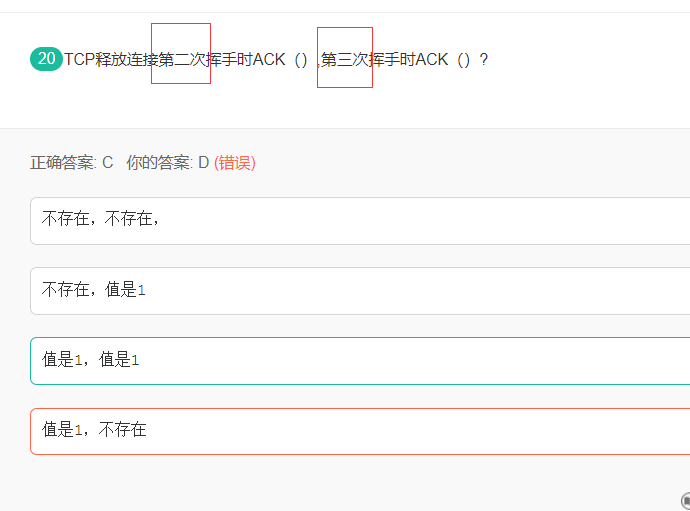 20 TCP释放连接第二次挥手时ACK（）,第三次挥手时ACK（）?
正确答案: C 你的答案: D (错误)
不存在，不存在，
不存在，值是1
值是1，值是1
值是1，不存在